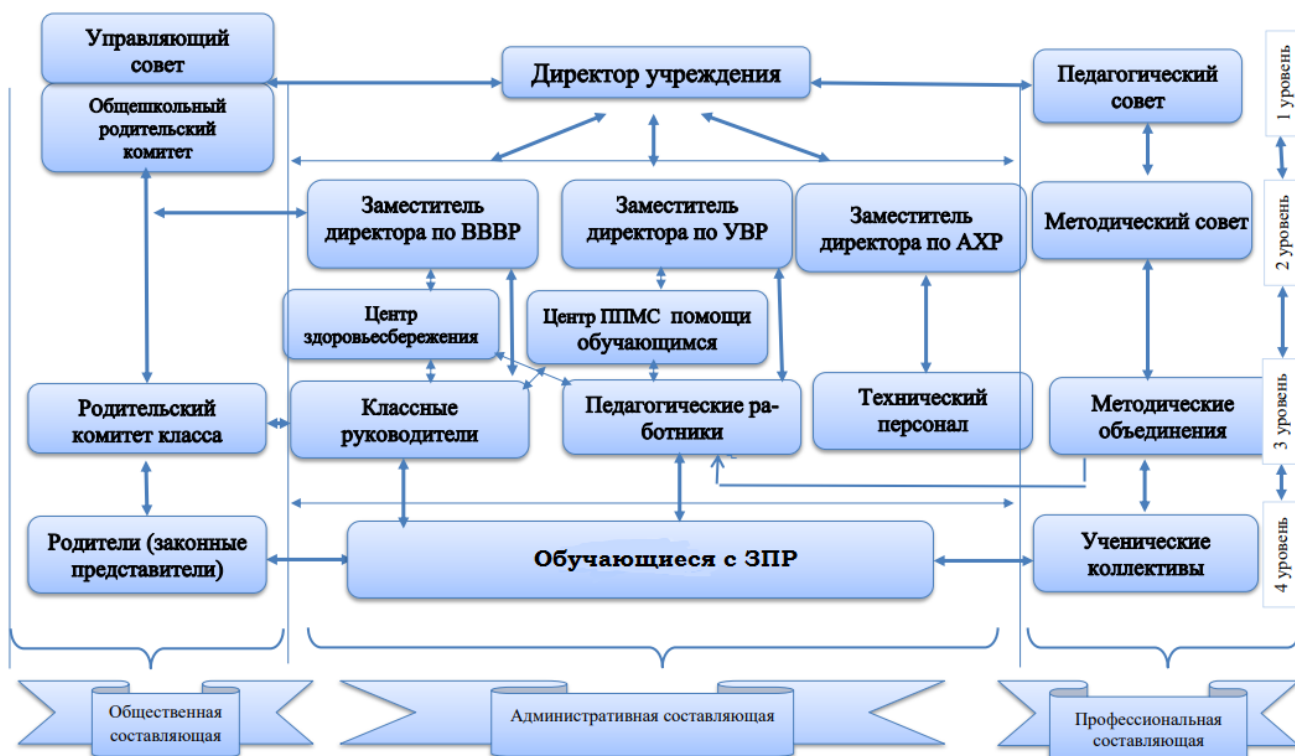 Управляющий
совет
Директор учреждения
Педагогический
совет
1 уровень
Общешкольный
родительский
комитет
Заместитель
директора по ВВВР
Заместитель
директора по УВР
Заместитель
директора по АХР
Методический совет
2 уровень
Центр
здоровьесбережения
Центр ППМС помощи
обучающимся
Родительский
комитет класса
Классные
руководители
Педагогические ра-
ботники
Технический
персонал
Методические
объединения
3 уровень
Родители (законные
представители)
Обучающиеся с ЗПР
Ученические
коллективы
4 уровень
Общественная
составляющая
Административная составляющая
Профессиональная
составляющая